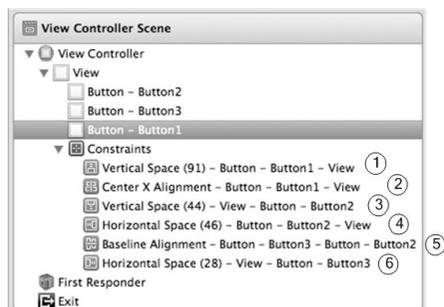 View Controller Scene
View Controller
View
Button – Button2
Button – Button3
Button – Button1
Constraints
Vertical Space (91) – Button – Button1 – View 1
Center X Alignment – Button – Button1 – View 2
Vertical Space (44) – View – Button – Button2 3
Horizontal Space (46) – Button – Button2 – View 4
Baseline Alignment – Button – Button3 – Button – Button2 5
Horizontal Space (28) – View – Button – Button3 6
First Responder
Exit